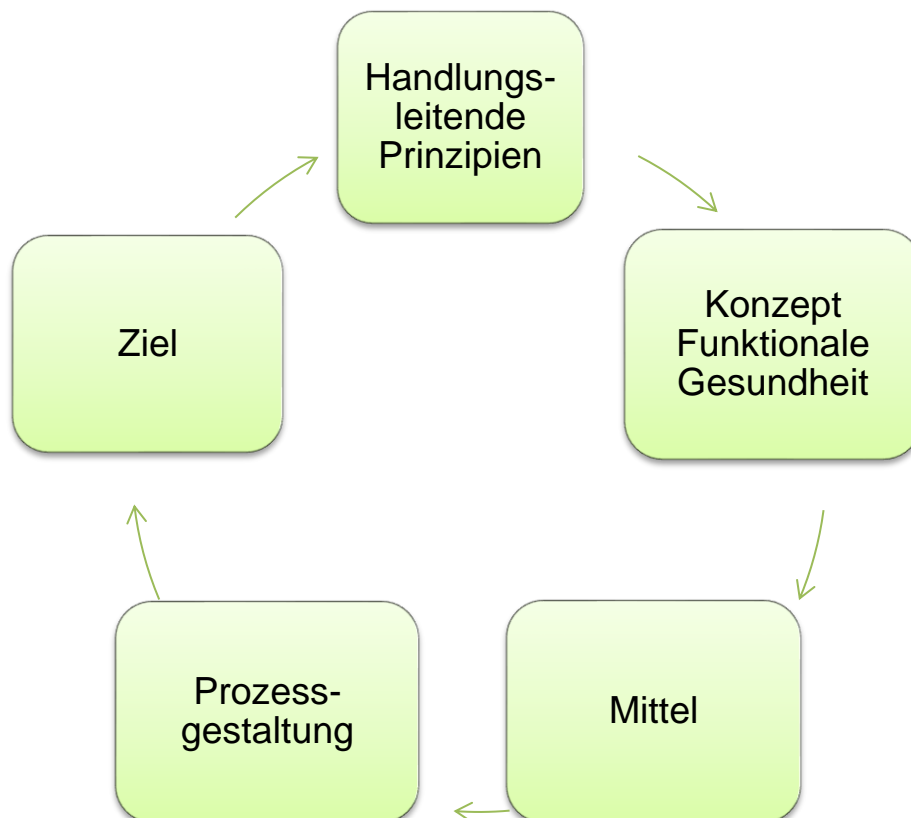 Handlungs-
leitende
Prinzipien
Konzept
Funktionale
Gesundheit
Mittel
Prozess-
gestaltung
Ziel